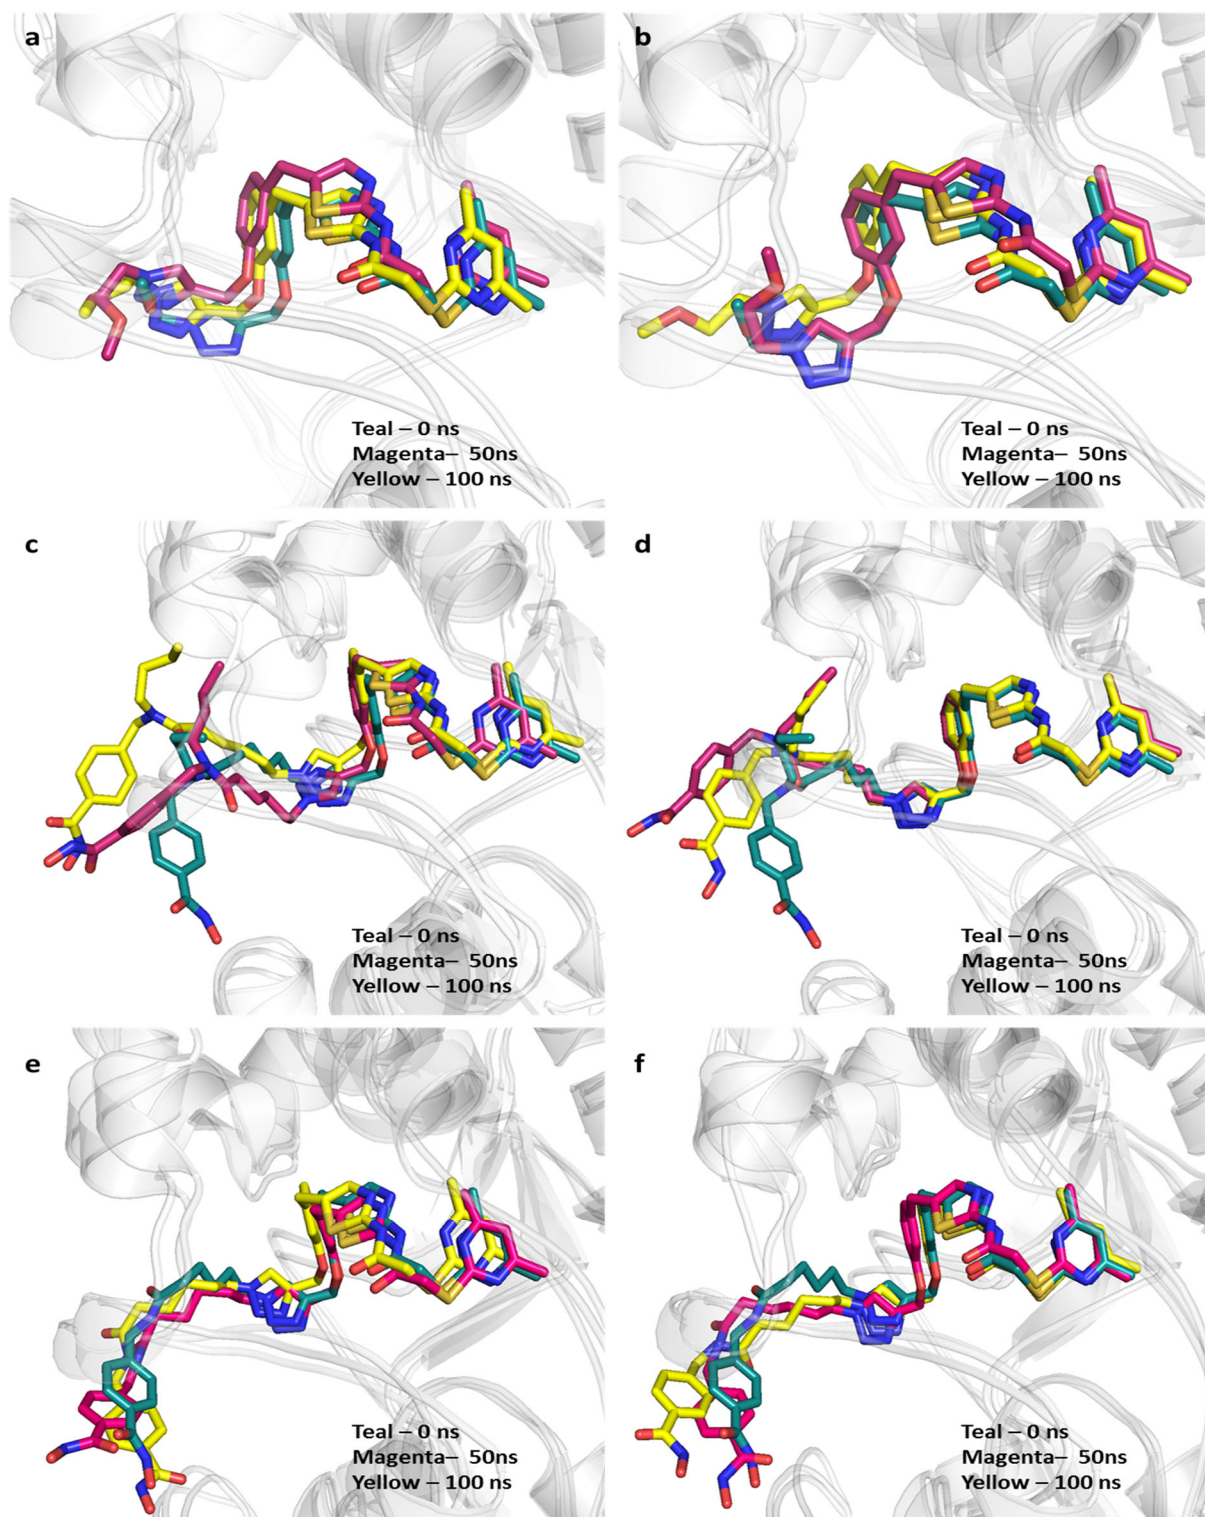 a
b
Teal – 0 ns
Magenta– 50ns
Yellow – 100 ns
Teal – 0 ns
Magenta– 50ns
Yellow – 100 ns
c
d
Teal – 0 ns
Magenta– 50ns
Yellow – 100 ns
Teal – 0 ns
Magenta– 50ns
Yellow – 100 ns
e
f
Teal – 0 ns
Magenta– 50ns
Yellow – 100 ns
Teal – 0 ns
Magenta– 50ns
Yellow – 100 ns